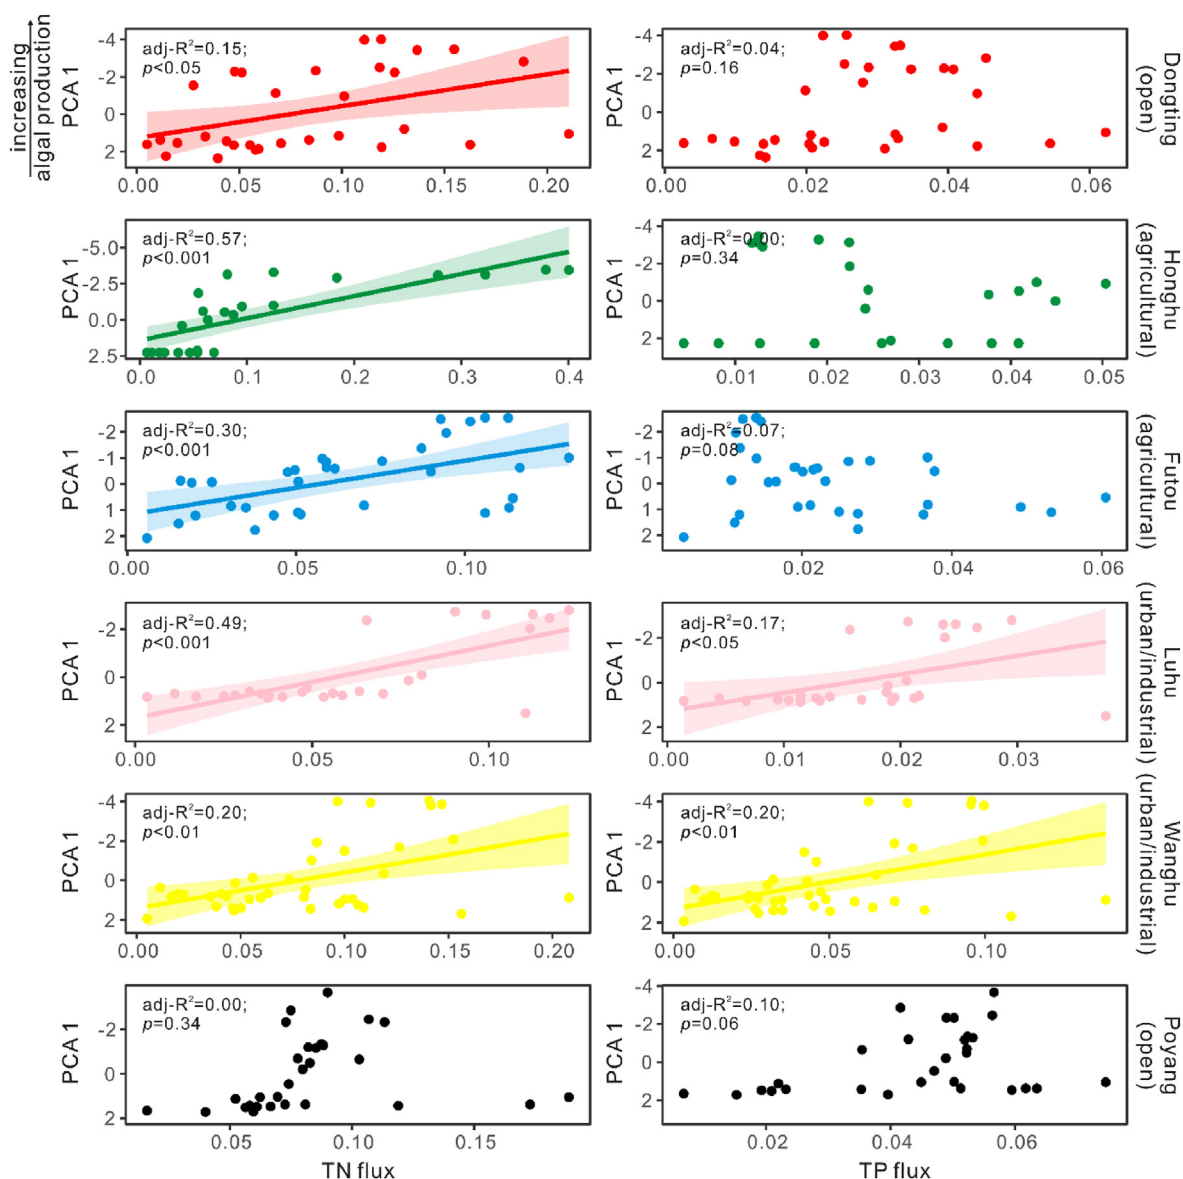 increasing
algal production
adj-R²=0.15;
p<0.05
PCA 1
-4
-2
0
2
0.00 0.05 0.10 0.15 0.20
adj-R²=0.04;
p=0.16
PCA 1
-4
-2
0
2
0.00 0.02 0.04 0.06
Dongting
(open)
adj-R²=0.57;
p<0.001
PCA 1
-5.0
-2.5
0.0
2.5
0.0 0.1 0.2 0.3 0.4
adj-R²=0.00;
p=0.34
PCA 1
-4
-2
0
2
0.01 0.02 0.03 0.04 0.05
Honghu
(agricultural)
adj-R²=0.30;
p<0.001
PCA 1
-2
-1
0
1
2
0.00 0.05 0.10
adj-R²=0.07;
p=0.08
PCA 1
-2
-1
0
1
2
0.02 0.04 0.06
Futou
(agricultural)
adj-R²=0.49;
p<0.001
PCA 1
-2
0
2
0.00 0.05 0.10
adj-R²=0.17;
p<0.05
PCA 1
-2
0
2
0.00 0.01 0.02 0.03
Luhu
(urban/industrial)
adj-R²=0.20;
p<0.01
PCA 1
-4
-2
0
2
0.00 0.05 0.10 0.15 0.20
adj-R²=0.20;
p<0.01
PCA 1
-4
-2
0
2
0.00 0.05 0.10
Wanghu
(urban/industrial)
adj-R²=0.00;
p=0.34
PCA 1
-2
0
2
0.05 0.10 0.15
TN flux
adj-R²=0.10;
p=0.06
PCA 1
-4
-2
0
2
0.02 0.04 0.06
TP flux
Poyang
(open)